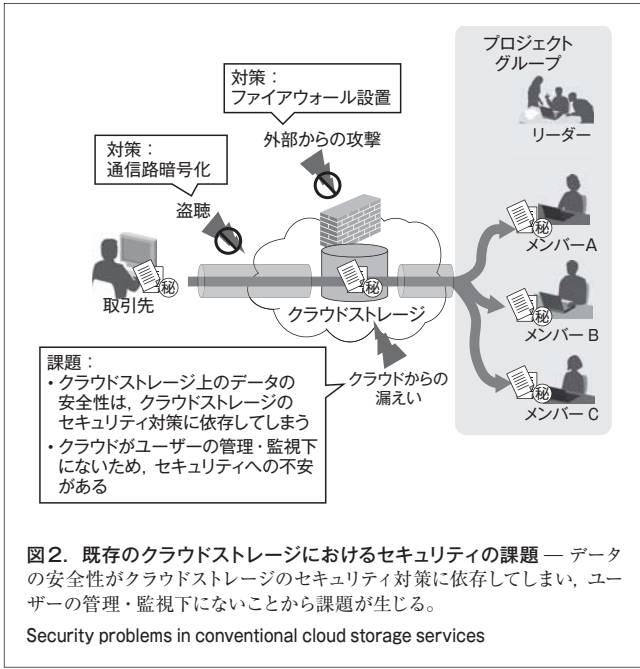 プロジェクト
グループ
リーダー
対策：
ファイアウォール設置
外部からの攻撃
対策：
通信路暗号化
盗聴
秘
取引先
秘
クラウドストレージ
秘
メンバーA
秘
メンバー B
秘
メンバー C
クラウドからの
漏えい
課題：
・クラウドストレージ上のデータの
安全性は，クラウドストレージの
セキュリティ対策に依存してしまう
・クラウドがユーザーの管理・監視下
にないため，セキュリティへの不安
がある
図2．既存のクラウドストレージにおけるセキュリティの課題 — データ
の安全性がクラウドストレージのセキュリティ対策に依存してしまい，ユー
ザーの管理・監視下にないことから課題が生じる。
Security problems in conventional cloud storage services